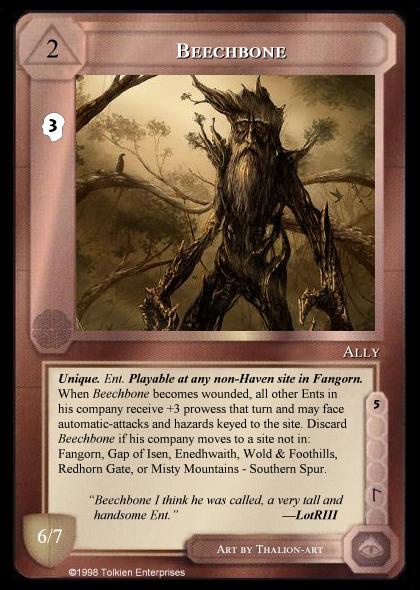 2
BEECHBONE
3
ALLY
Unique. Ent. Playable at any non-Haven site in Fangorn.
When Beechbone becomes wounded, all other Ents in
his company receive +3 prowess that turn and may face
automatic-attacks and hazards keyed to the site. Discard
Beechbone if his company moves to a site not in:
Fangorn, Gap of Isen, Enedhwaith, Wold & Foothills,
Redhorn Gate, or Misty Mountains - Southern Spur.
5
“Beechbone I think he was called, a very tall and
handsome Ent.” —LotRIII
6/7
ART BY THALION-ART
©1998 Tolkien Enterprises